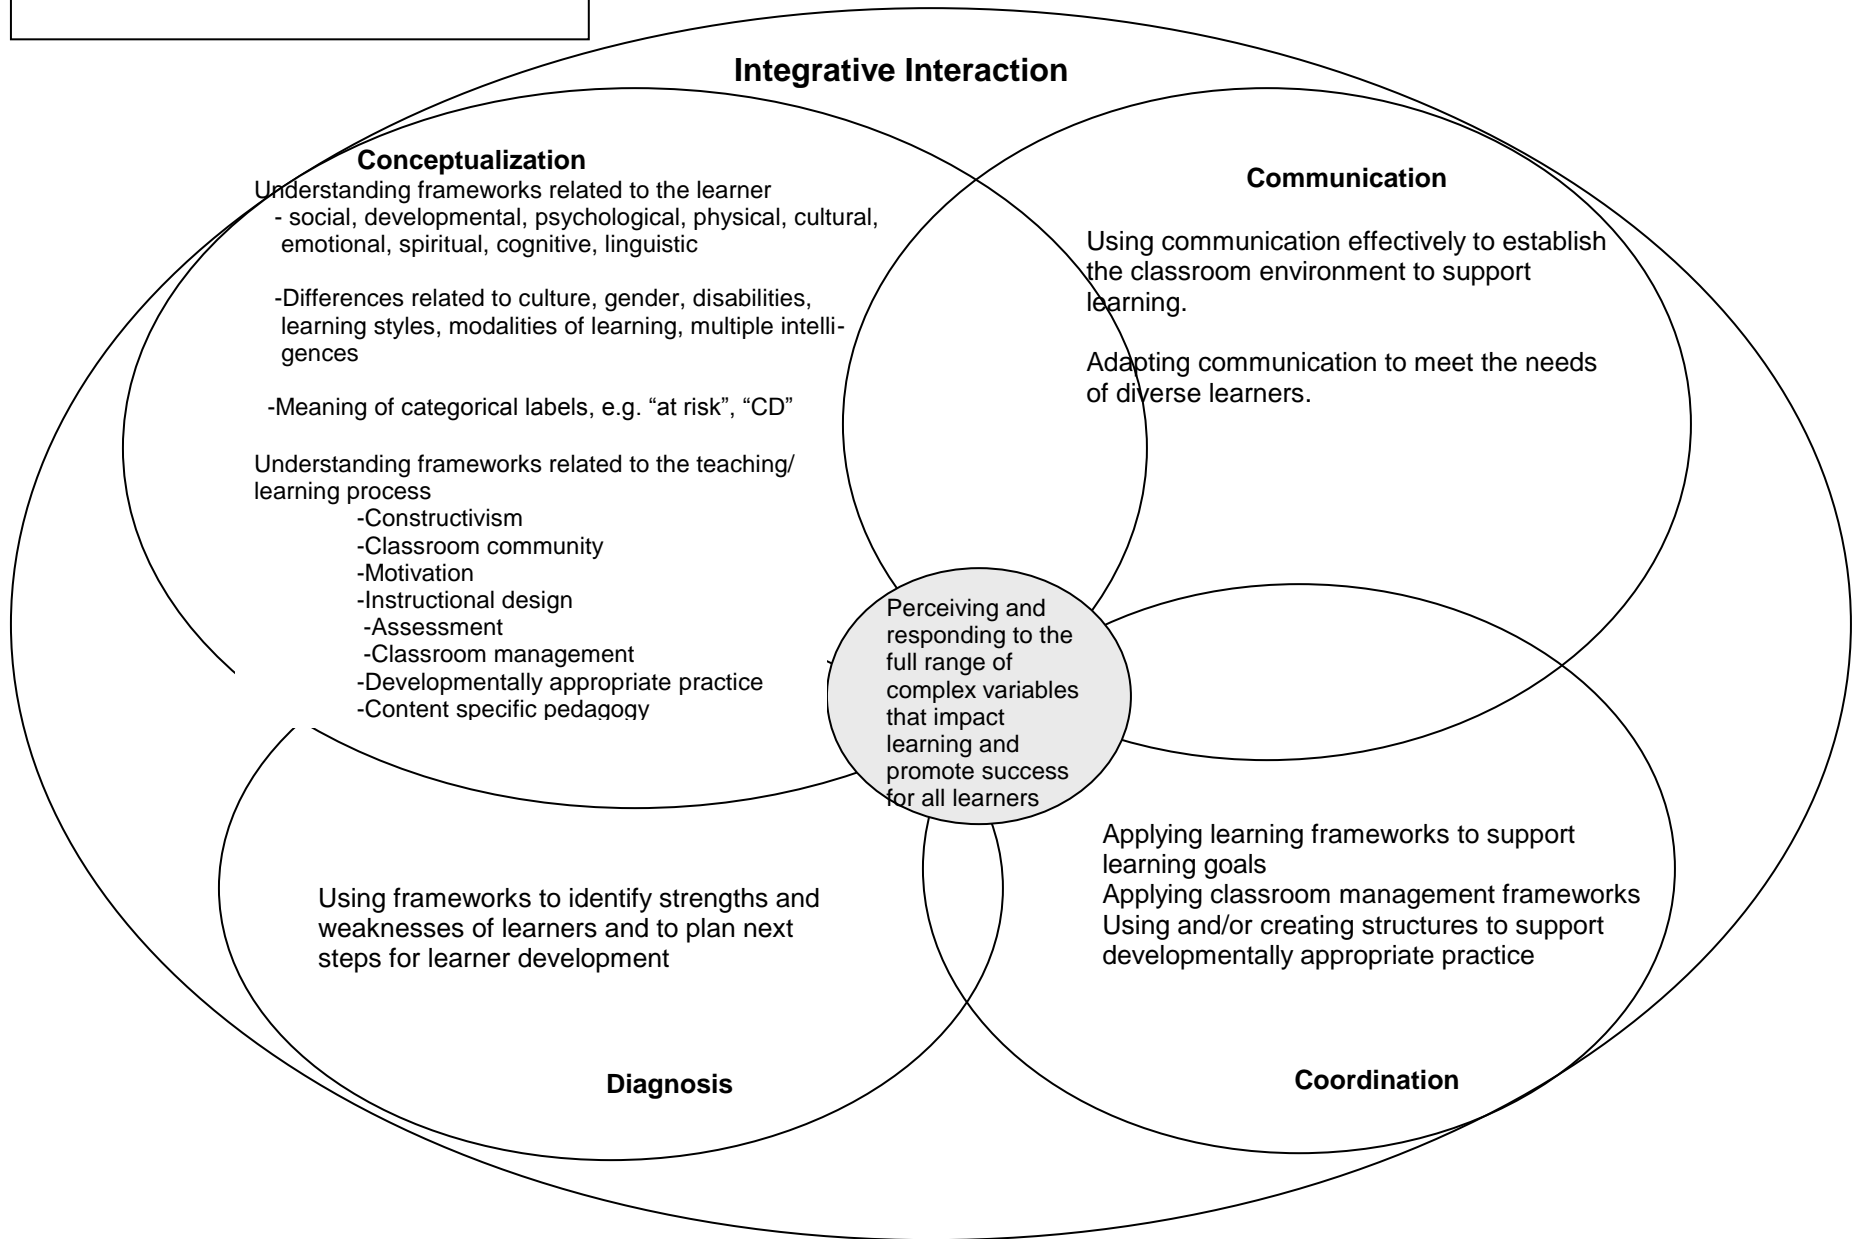 Integrative Interaction
Conceptualization
Understanding frameworks related to the learner
- social, developmental, psychological, physical, cultural,
emotional, spiritual, cognitive, linguistic
-Differences related to culture, gender, disabilities,
learning styles, modalities of learning, multiple intelli-
gences
-Meaning of categorical labels, e.g. “at risk”, “CD”
Understanding frameworks related to the teaching/
learning process
-Constructivism
-Classroom community
-Motivation
-Instructional design
-Assessment
-Classroom management
-Developmentally appropriate practice
-Content specific pedagogy
Communication
Using communication effectively to establish
the classroom environment to support
learning.
Adapting communication to meet the needs
of diverse learners.
Perceiving and
responding to the
full range of
complex variables
that impact
learning and
promote success
for all learners
Using frameworks to identify strengths and
weaknesses of learners and to plan next
steps for learner development
Diagnosis
Applying learning frameworks to support
learning goals
Applying classroom management frameworks
Using and/or creating structures to support
developmentally appropriate practice
Coordination